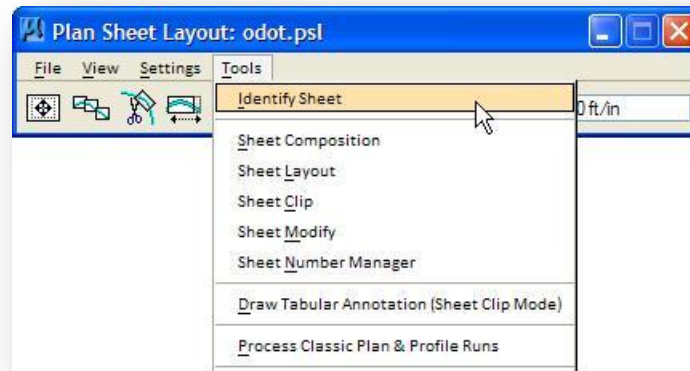 Plan Sheet Layout: odot.psl
File View Settings Tools
Identify Sheet
0 ft/in
Sheet Composition
Sheet Layout
Sheet Clip
Sheet Modify
Sheet Number Manager
Draw Tabular Annotation (Sheet Clip Mode)
Process Classic Plan & Profile Runs